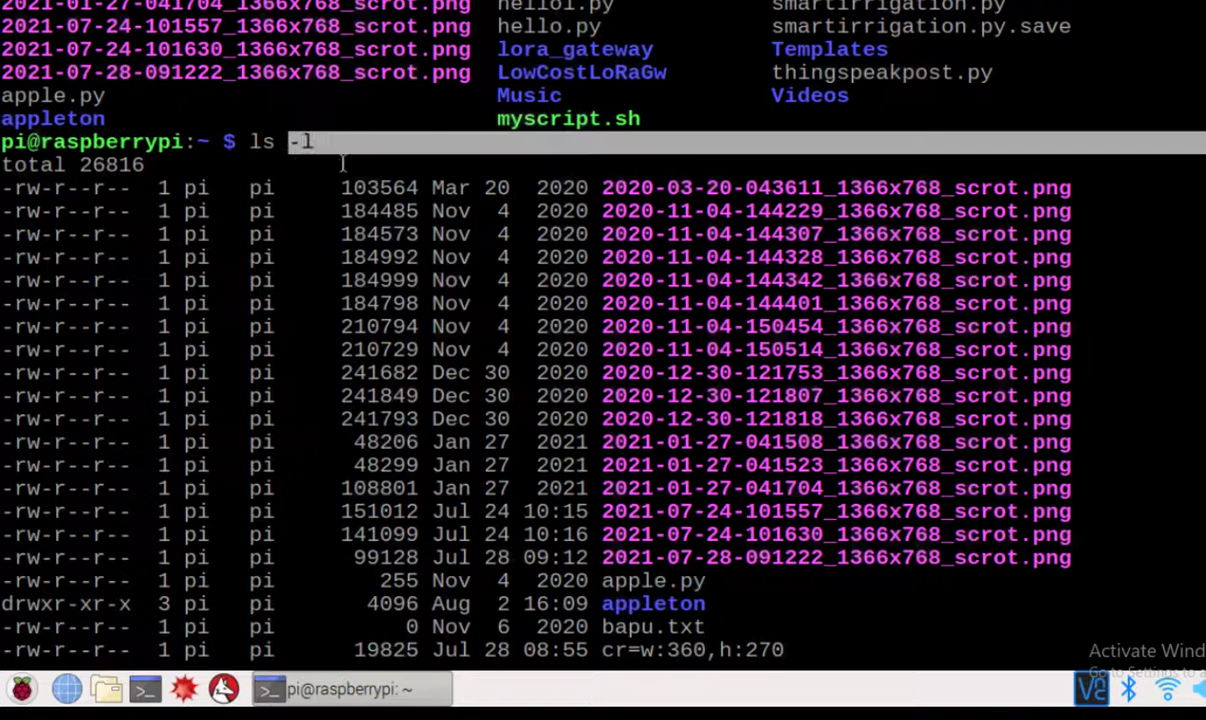 2021-01-27-041704_1366x768_scrot.png hello1.py smartirrigation.py
2021-07-24-101557_1366x768_scrot.png hello.py smartirrigation.py.save
2021-07-24-101630_1366x768_scrot.png lora_gateway Templates
2021-07-28-091222_1366x768_scrot.png LowCostLoRaGw thingspeakpost.py
apple.py Music Videos
appleton myscript.sh
pi@raspberrypi:~ $ ls -l
total 26816
-rw-r--r-- 1 pi pi 103564 Mar 20 2020 2020-03-20-043611_1366x768_scrot.png
-rw-r--r-- 1 pi pi 184485 Nov 4 2020 2020-11-04-144229_1366x768_scrot.png
-rw-r--r-- 1 pi pi 184573 Nov 4 2020 2020-11-04-144307_1366x768_scrot.png
-rw-r--r-- 1 pi pi 184992 Nov 4 2020 2020-11-04-144328_1366x768_scrot.png
-rw-r--r-- 1 pi pi 184999 Nov 4 2020 2020-11-04-144342_1366x768_scrot.png
-rw-r--r-- 1 pi pi 184798 Nov 4 2020 2020-11-04-144401_1366x768_scrot.png
-rw-r--r-- 1 pi pi 210794 Nov 4 2020 2020-11-04-150454_1366x768_scrot.png
-rw-r--r-- 1 pi pi 210729 Nov 4 2020 2020-11-04-150514_1366x768_scrot.png
-rw-r--r-- 1 pi pi 241682 Dec 30 2020 2020-12-30-121753_1366x768_scrot.png
-rw-r--r-- 1 pi pi 241849 Dec 30 2020 2020-12-30-121807_1366x768_scrot.png
-rw-r--r-- 1 pi pi 241793 Dec 30 2020 2020-12-30-121818_1366x768_scrot.png
-rw-r--r-- 1 pi pi 48206 Jan 27 2021 2021-01-27-041508_1366x768_scrot.png
-rw-r--r-- 1 pi pi 48299 Jan 27 2021 2021-01-27-041523_1366x768_scrot.png
-rw-r--r-- 1 pi pi 108801 Jan 27 2021 2021-01-27-041704_1366x768_scrot.png
-rw-r--r-- 1 pi pi 151012 Jul 24 10:15 2021-07-24-101557_1366x768_scrot.png
-rw-r--r-- 1 pi pi 141099 Jul 24 10:16 2021-07-24-101630_1366x768_scrot.png
-rw-r--r-- 1 pi pi 99128 Jul 28 09:12 2021-07-28-091222_1366x768_scrot.png
-rw-r--r-- 1 pi pi 255 Nov 4 2020 apple.py
drwxr-xr-x 3 pi pi 4096 Aug 2 16:09 appleton
-rw-r--r-- 1 pi pi 0 Nov 6 2020 bapu.txt
-rw-r--r-- 1 pi pi 19825 Jul 28 08:55 cr=w:360,h:270
Activate Wind
Go to Settings to a
pi@raspberrypi: ~